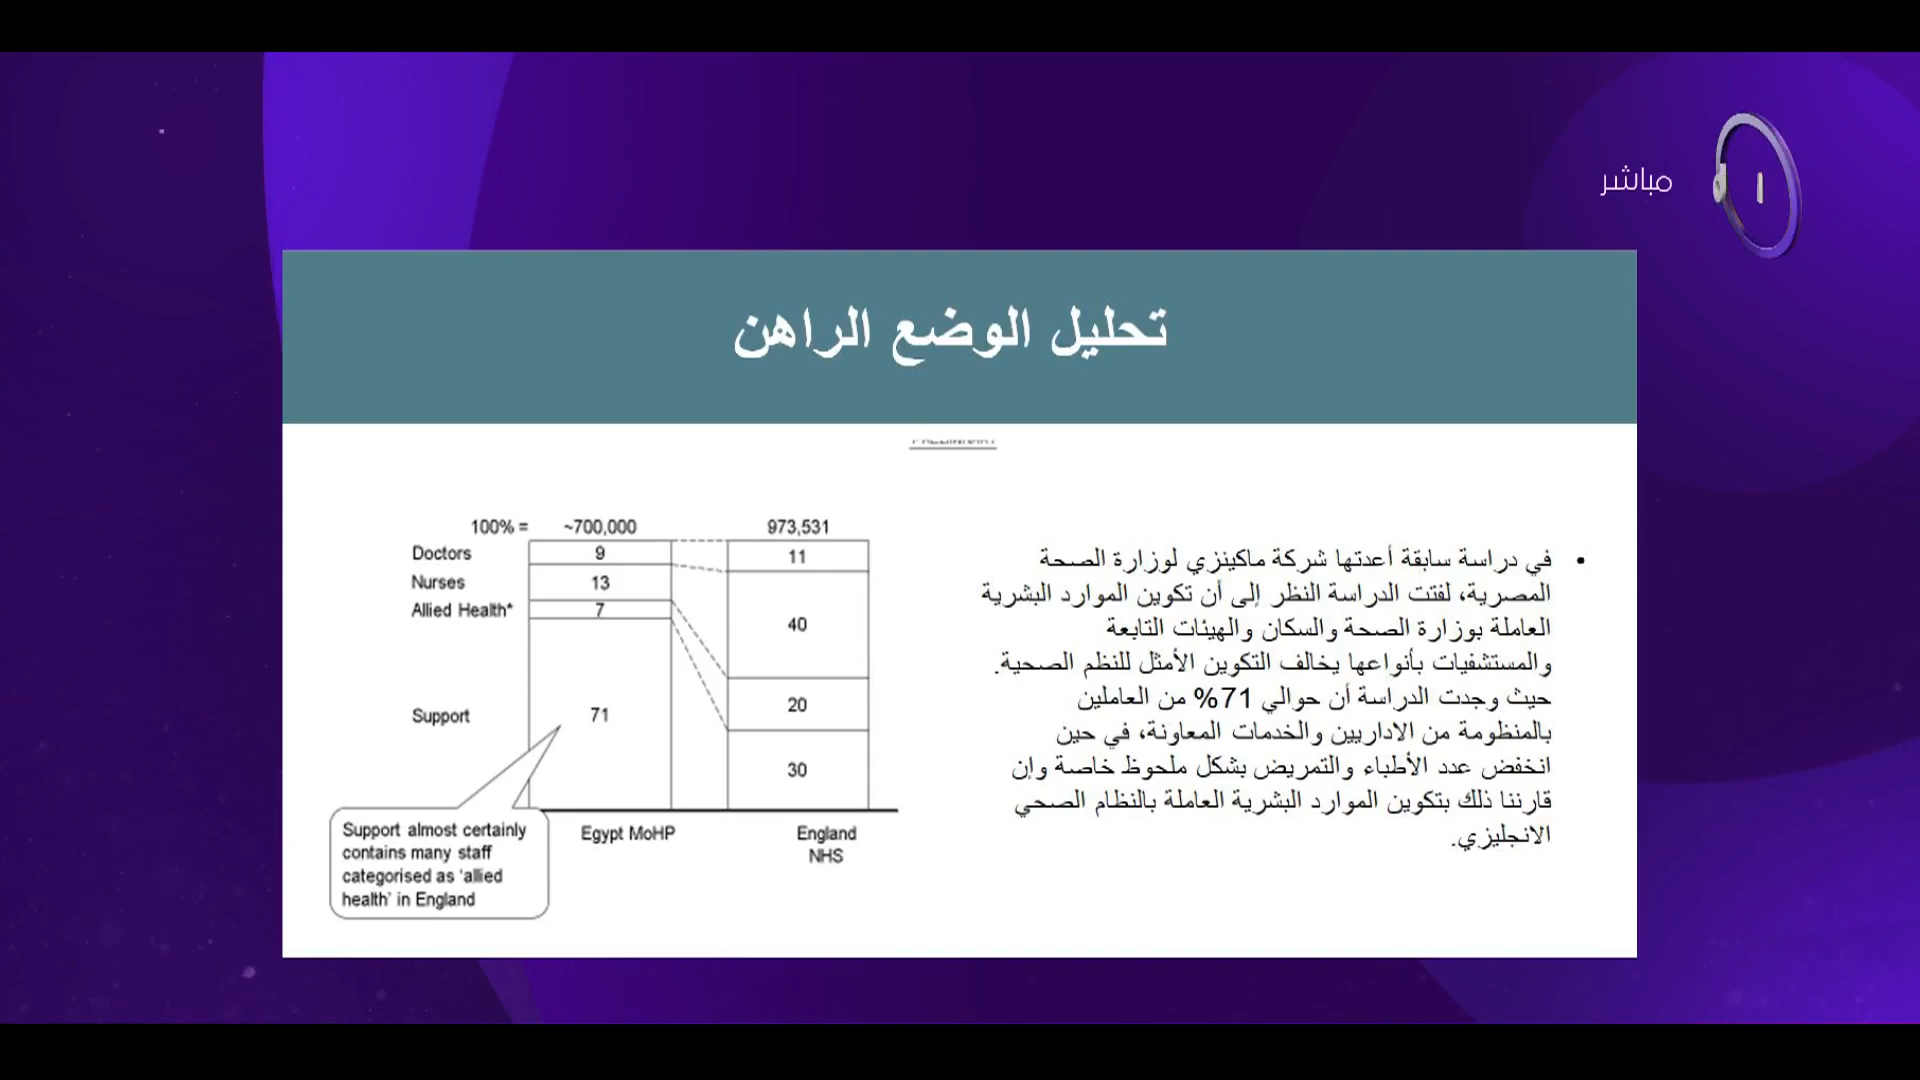 مباشر
تحليل الوضع الراهن
100% = ~700,000 973,531
Doctors 9 11
Nurses 13 40
Allied Health* 7 20
Support 71 30
Egypt MoHP England
NHS
Support almost certainly
contains many staff
categorised as 'allied
health' in England
• في دراسة سابقة أعدتها شركة ماكينزي لوزارة الصحة
المصرية، لفتت الدراسة النظر إلى أن تكوين الموارد البشرية
العاملة بوزارة الصحة والسكان والهيئات التابعة
والمستشفيات بأنواعها يخالف التكوين الأمثل للنظم الصحية.
حيث وجدت الدراسة أن حوالي 71% من العاملين
بالمنظومة من الاداريين والخدمات المعاونة، في حين
انخفض عدد الأطباء والتمريض بشكل ملحوظ خاصة وإن
قارننا ذلك بتكوين الموارد البشرية العاملة بالنظام الصحي
الانجليزي.